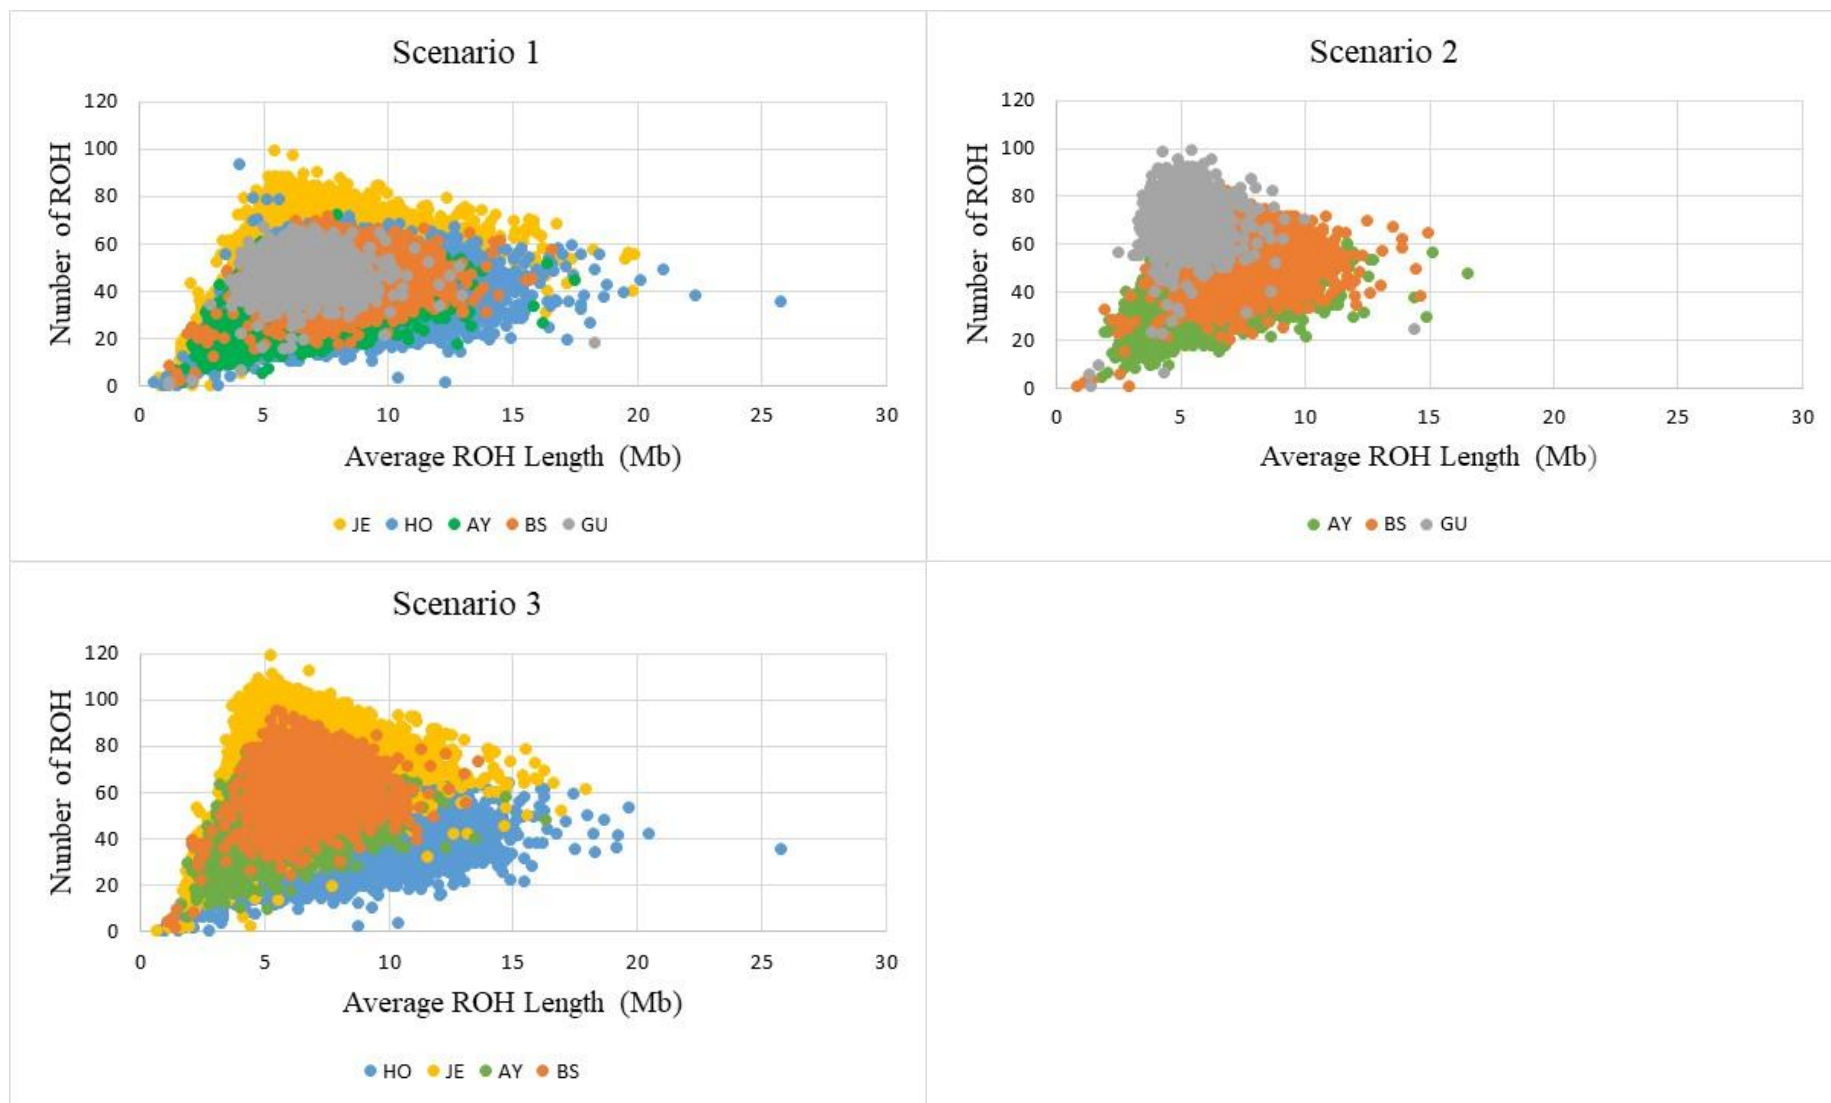 Scenario 1
120
100
80
60
40
20
0
Number of ROH
0 5 10 15 20 25 30
Average ROH Length (Mb)
JE HO AY BS GU
Scenario 2
120
100
80
60
40
20
0
Number of ROH
0 5 10 15 20 25 30
Average ROH Length (Mb)
AY BS GU
Scenario 3
120
100
80
60
40
20
0
Number of ROH
0 5 10 15 20 25 30
Average ROH Length (Mb)
HO JE AY BS